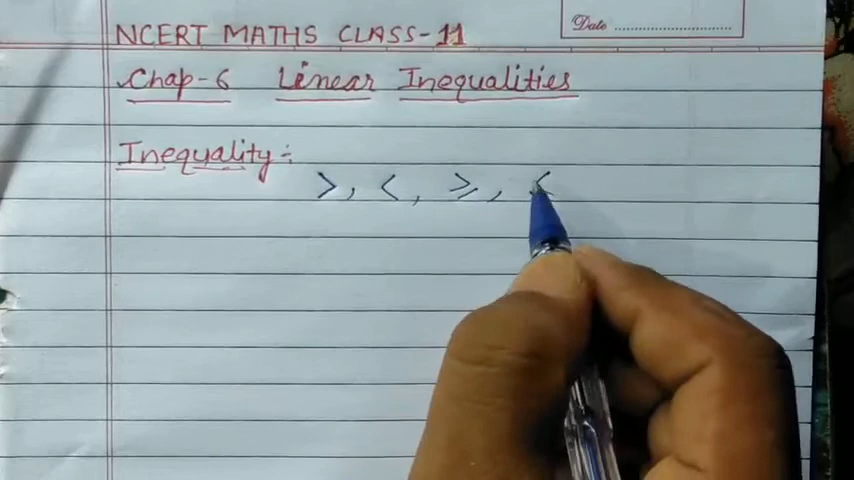 Date ..............................
NCERT MATHS CLASS-11
Chap-6 Linear Inequalities
Inequality :-
>, <, ≥, <